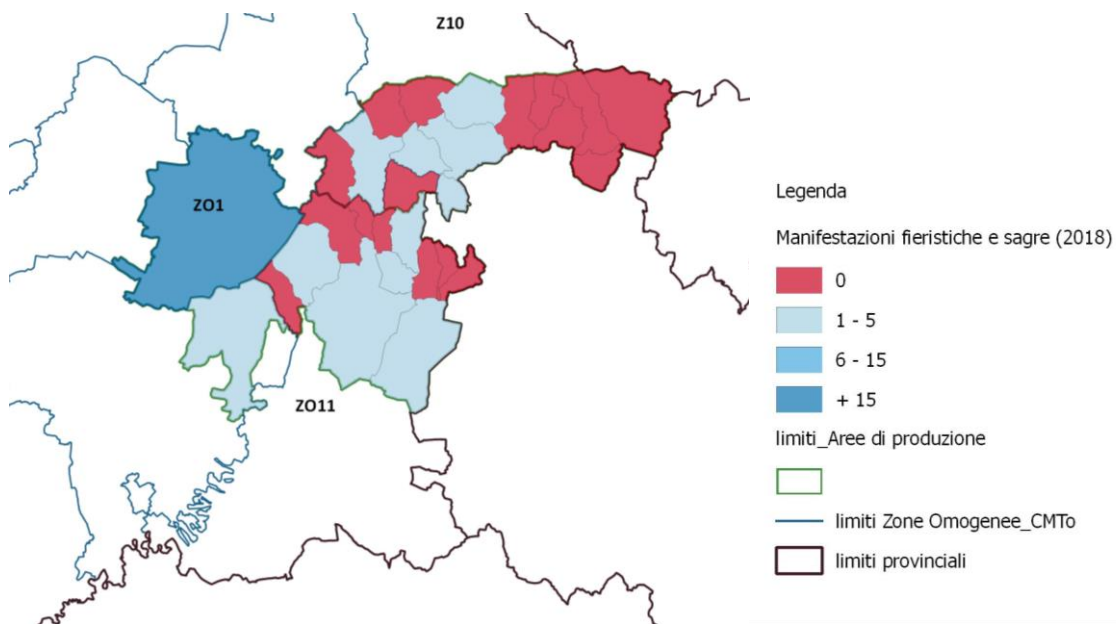 Z10
ZO1
ZO11
Legenda
Manifestazioni fieristiche e sagre (2018)
0
1 - 5
6 - 15
+ 15
limiti_Aree di produzione
limiti Zone Omogenee_CMTo
limiti provinciali